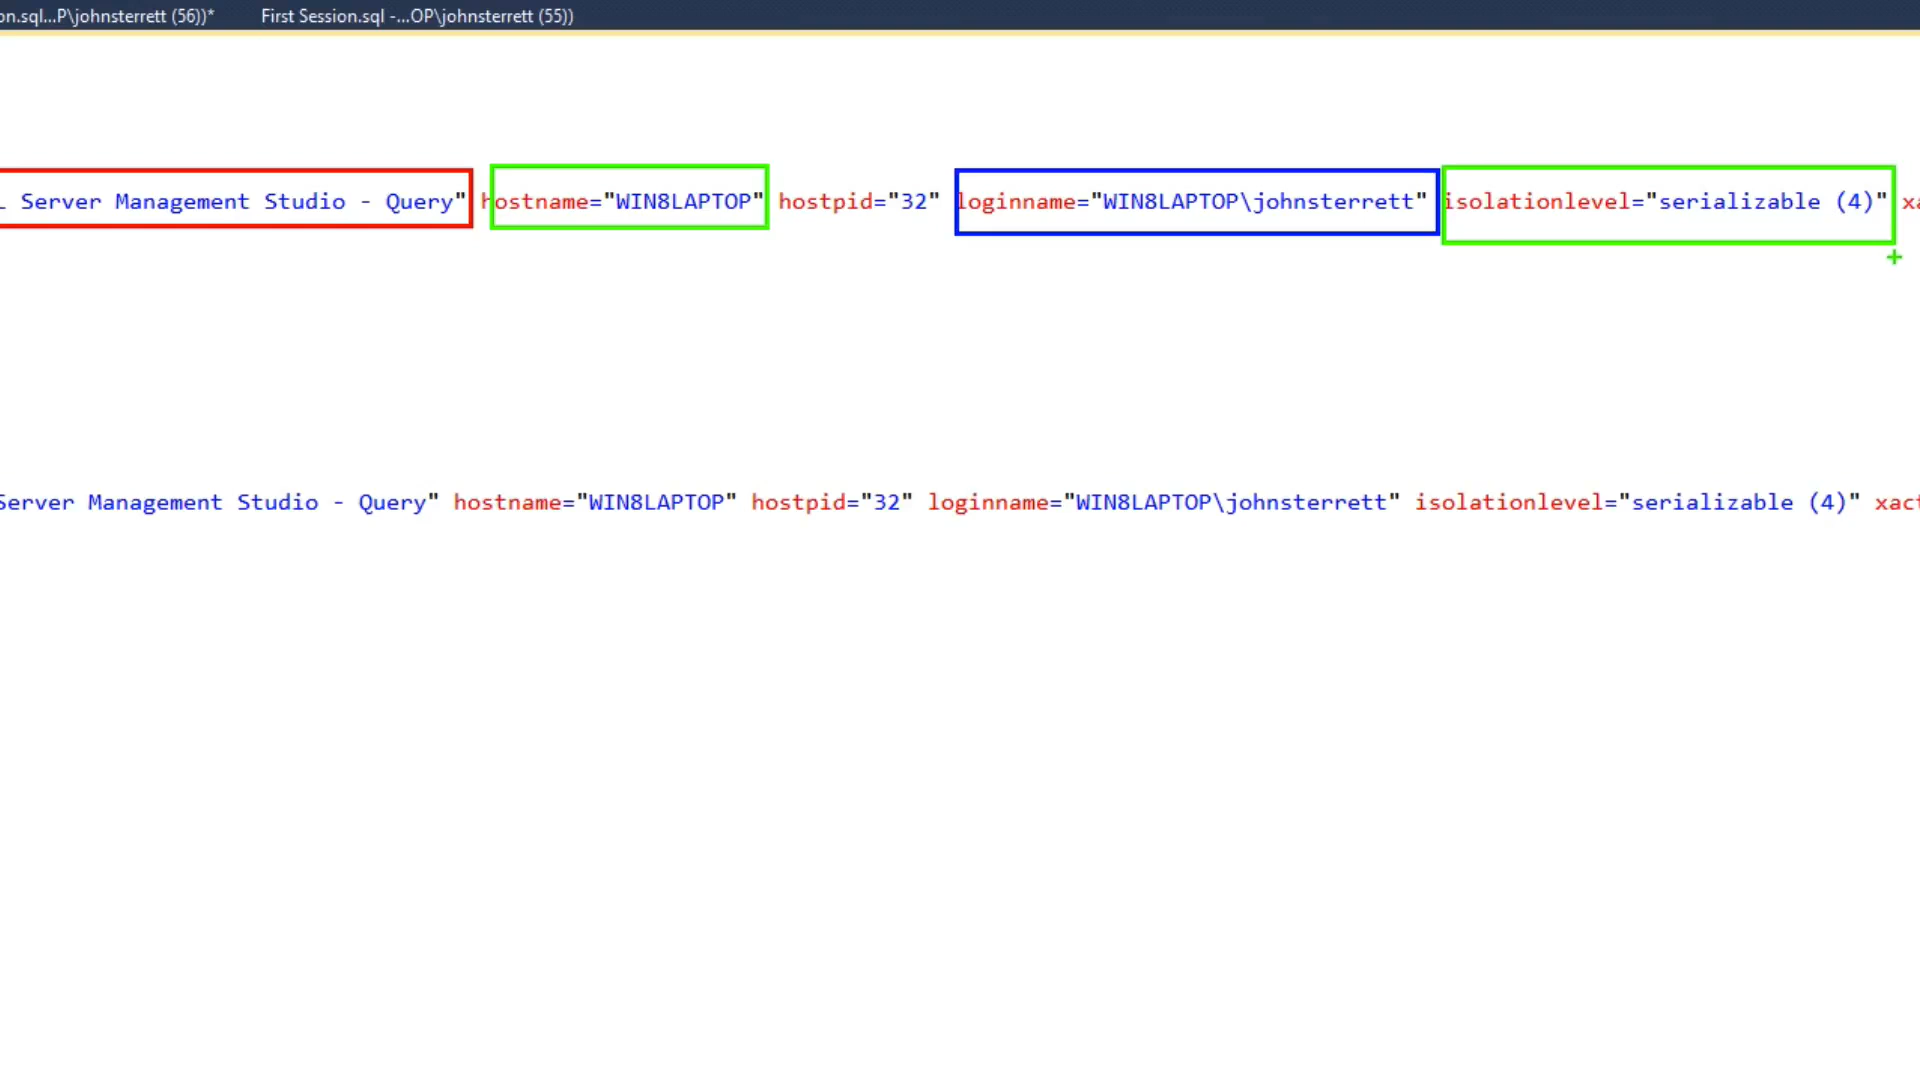 on.sql...P\johnsterrett (56))* First Session.sql -...OP\johnsterrett (55))
Server Management Studio - Query" hostname="WIN8LAPTOP" hostpid="32" loginname="WIN8LAPTOP\johnsterrett" isolationlevel="serializable (4)" xa
Server Management Studio - Query" hostname="WIN8LAPTOP" hostpid="32" loginname="WIN8LAPTOP\johnsterrett" isolationlevel="serializable (4)" xact